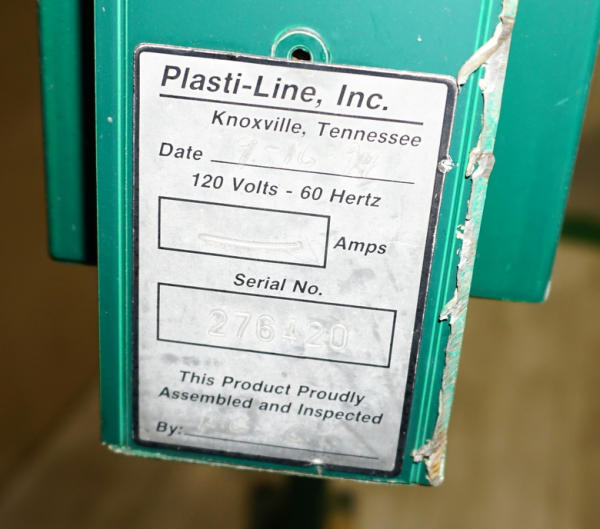 Plasti-Line, Inc.
Knoxville, Tennessee
Date
120 Volts - 60 Hertz
Amps
Serial No.
276420
This Product Proudly
Assembled and Inspected
By: